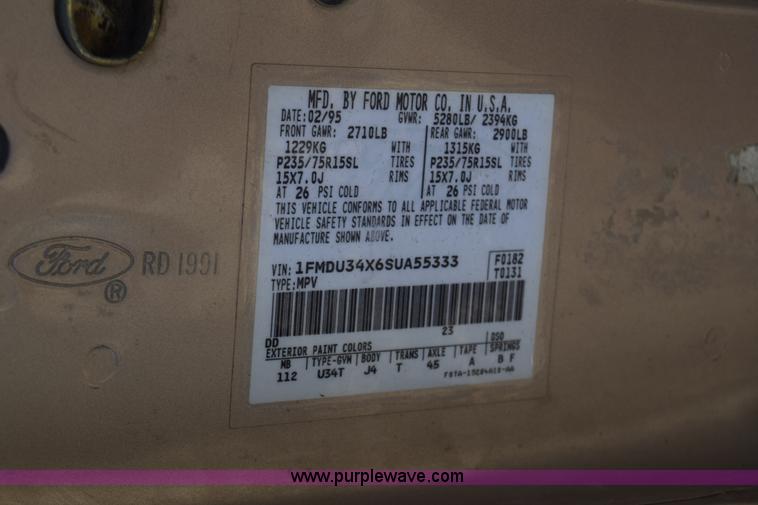 MFD. BY FORD MOTOR CO. IN U.S.A.
DATE: 02/95 GVWR: 5280LB/ 2394KG
FRONT GAWR: 2710LB REAR GAWR: 2900LB
1229KG WITH 1315KG WITH
P235/75R15SL TIRES P235/75R15SL TIRES
15X7.0J RIMS 15X7.0J RIMS
AT 26 PSI COLD AT 26 PSI COLD
THIS VEHICLE CONFORMS TO ALL APPLICABLE FEDERAL MOTOR
VEHICLE SAFETY STANDARDS IN EFFECT ON THE DATE OF
MANUFACTURE SHOWN ABOVE.
VIN: 1FMDU34X6SUA55333 F0182
TYPE: MPV T0131
Ford RD 1991
®
23
DD DSO
EXTERIOR PAINT COLORS
WB TYPE-GVM BODY TRANS AXLE TAPE SPRINGS
112 U34T J4 T 45 A B F
www.purplewave.com